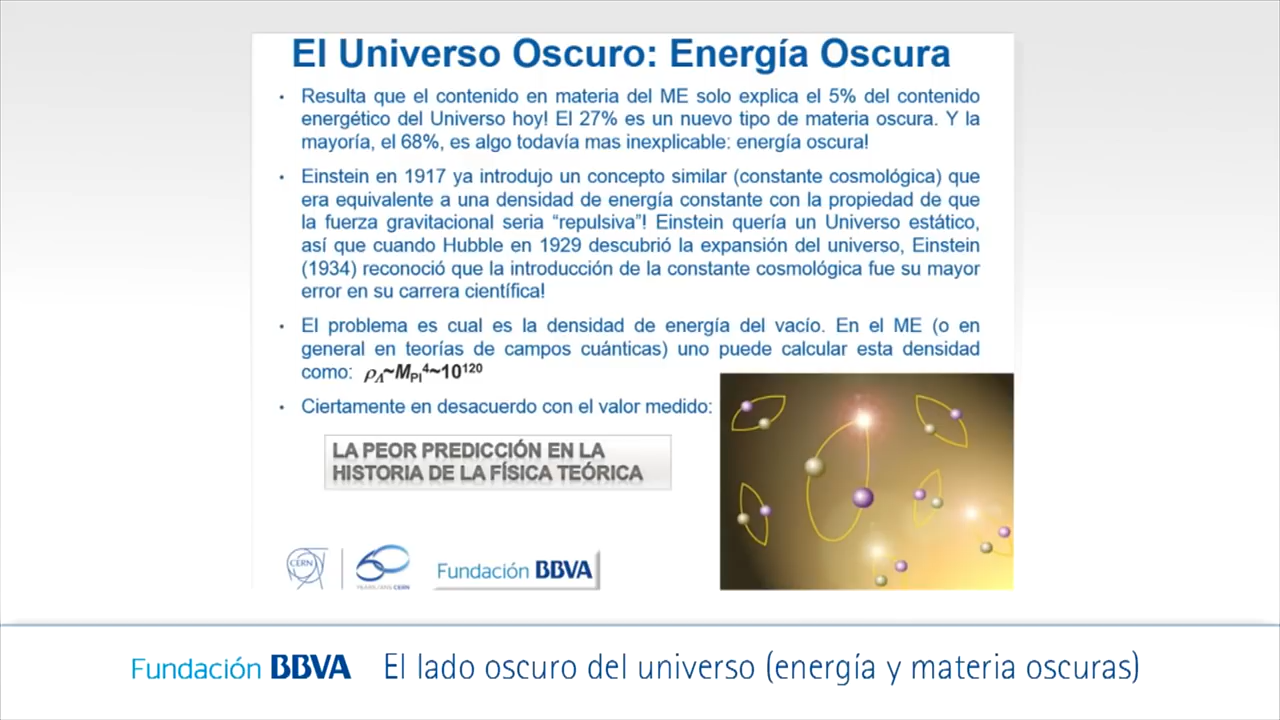 El Universo Oscuro: Energía Oscura
• Resulta que el contenido en materia del ME solo explica el 5% del contenido
energético del Universo hoy! El 27% es un nuevo tipo de materia oscura. Y la
mayoría, el 68%, es algo todavía mas inexplicable: energía oscura!
• Einstein en 1917 ya introdujo un concepto similar (constante cosmológica) que
era equivalente a una densidad de energía constante con la propiedad de que
la fuerza gravitacional seria “repulsiva”! Einstein quería un Universo estático,
así que cuando Hubble en 1929 descubrió la expansión del universo, Einstein
(1934) reconoció que la introducción de la constante cosmológica fue su mayor
error en su carrera científica!
• El problema es cual es la densidad de energía del vacío. En el ME (o en
general en teorías de campos cuánticas) uno puede calcular esta densidad
como: ρΛ~MPl⁴~10¹²⁰
• Ciertamente en desacuerdo con el valor medido:
LA PEOR PREDICCIÓN EN LA
HISTORIA DE LA FÍSICA TEÓRICA
CERN 60 Fundación BBVA
Fundación BBVA El lado oscuro del universo (energía y materia oscuras)